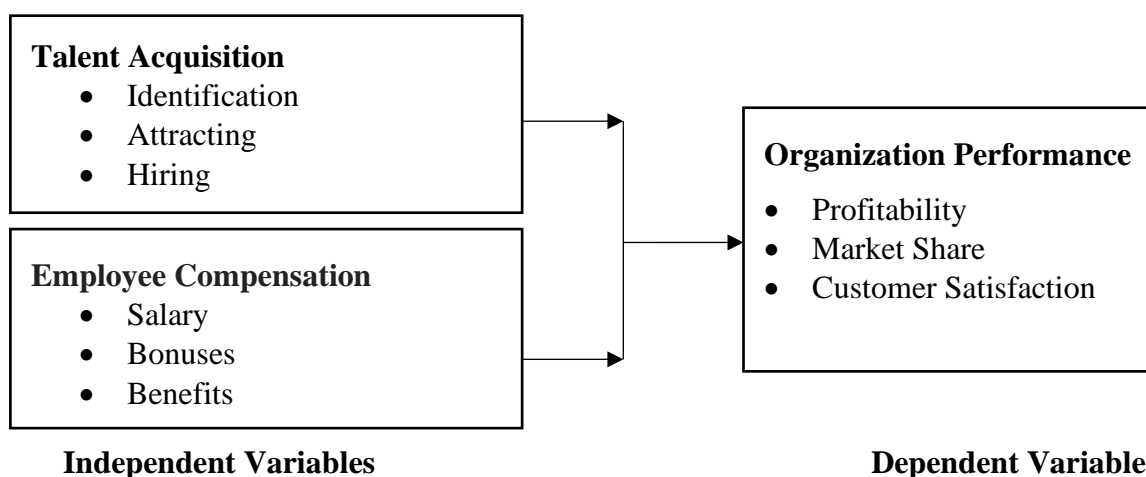 Talent Acquisition
• Identification
• Attracting
• Hiring
Employee Compensation
• Salary
• Bonuses
• Benefits
Organization Performance
• Profitability
• Market Share
• Customer Satisfaction
Independent Variables
Dependent Variable